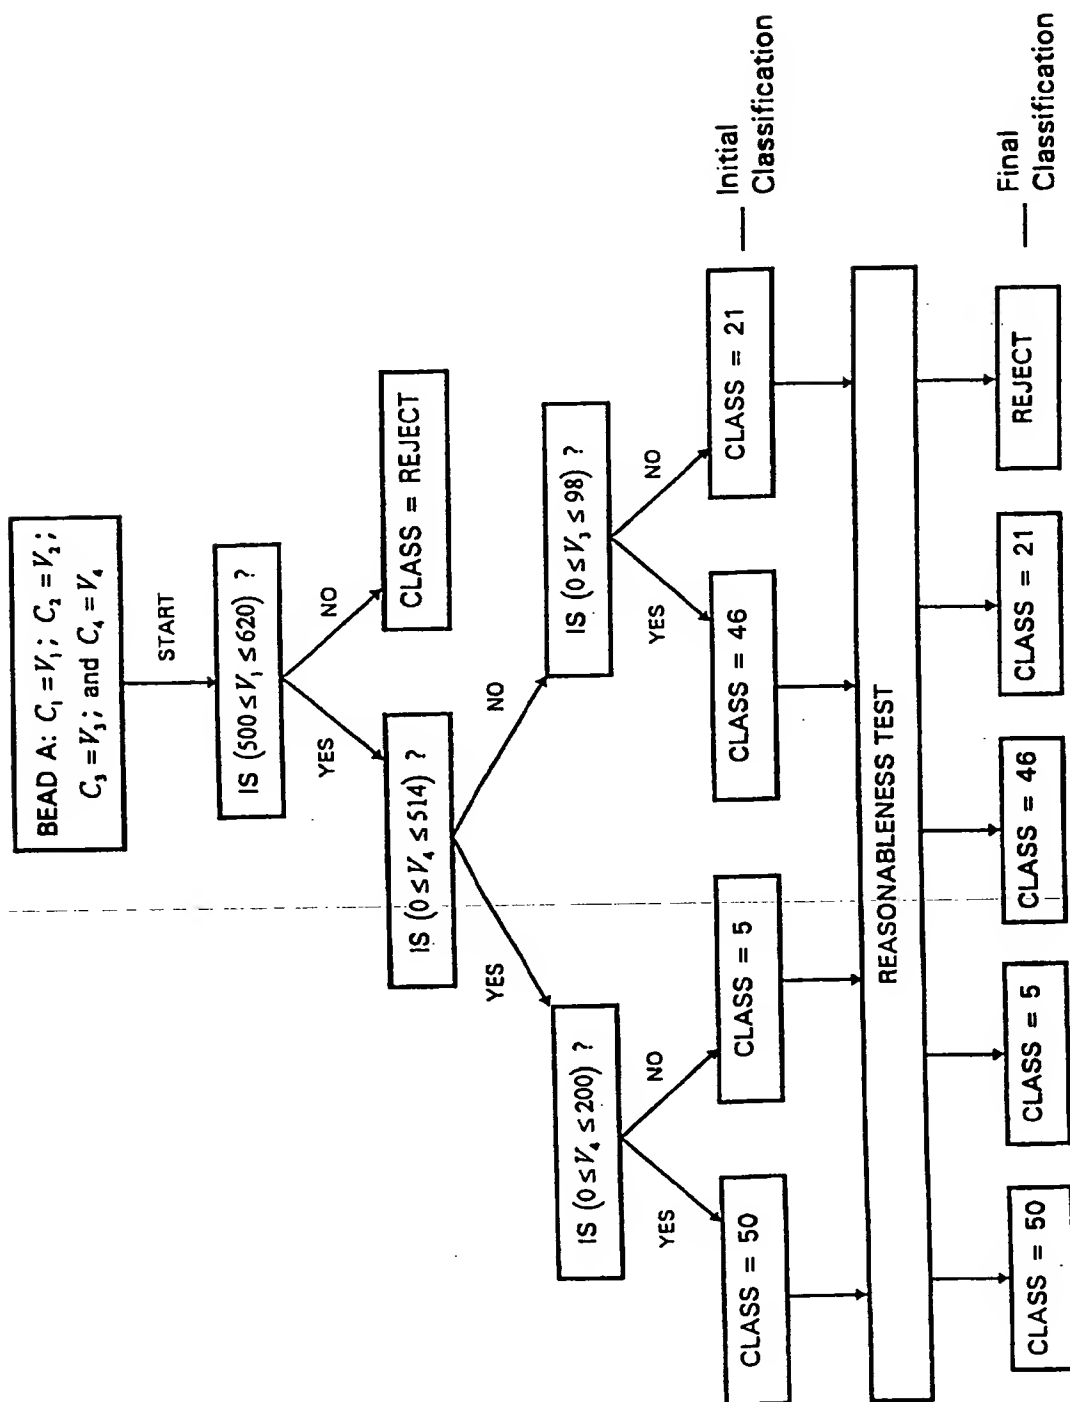 BEAD A: C₁ = V₁; C₂ = V₂;
C₃ = V₃; and C₄ = V₄
START
IS (500 ≤ V₁ ≤ 620) ?
YES
NO
IS (0 ≤ V₄ ≤ 514) ?
CLASS = REJECT
YES
NO
IS (0 ≤ V₄ ≤ 200) ?
IS (0 ≤ V₃ ≤ 98) ?
YES
NO
YES
NO
CLASS = 50
CLASS = 5
CLASS = 46
CLASS = 21
Initial
Classification
REASONABLENESS TEST
CLASS = 50
CLASS = 5
CLASS = 46
CLASS = 21
REJECT
Final
Classification